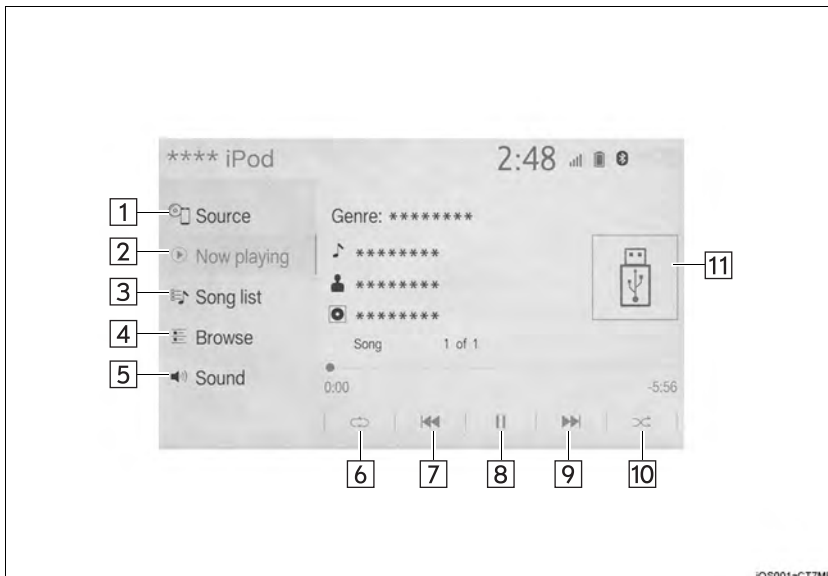 **** iPod 2:48
1 Source
2 Now playing
3 Song list
4 Browse
5 Sound
Genre: ********
********
********
********
Song 1 of 1
0:00 -5:56
11
6 7 8 9 10